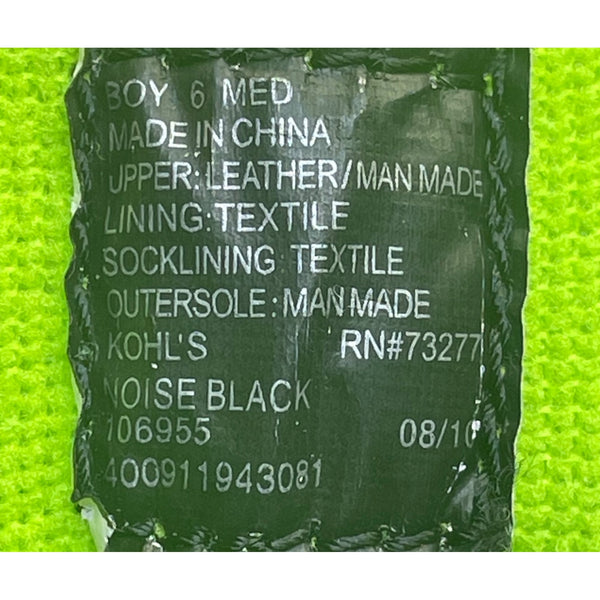 BOY 6 MED
MADE IN CHINA
UPPER: LEATHER/MAN MADE
LINING: TEXTILE
SOCKLINING: TEXTILE
OUTERSOLE: MAN MADE
KOHL'S RN#73277
NOISE BLACK
106955 08/10
400911943081